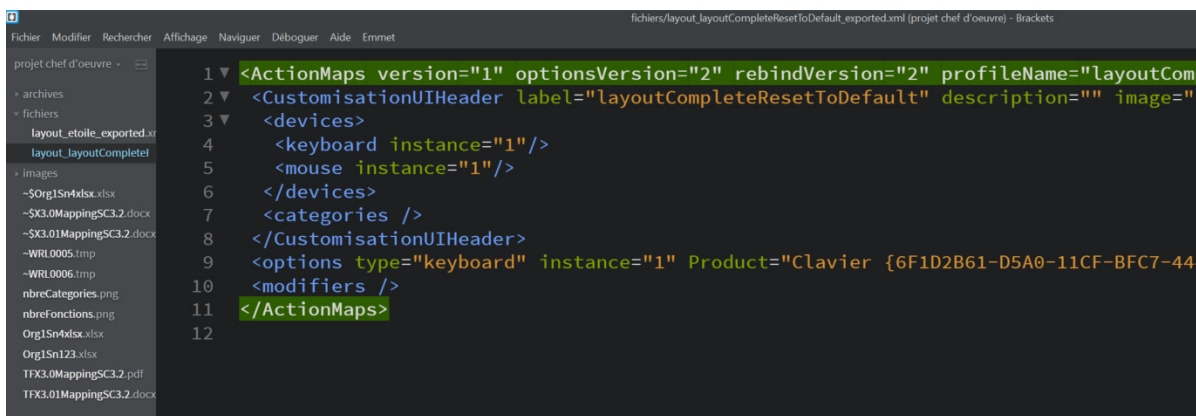 fichiers/layout_layoutCompleteResetToDefault_exported.xml (projet chef d'oeuvre) - Brackets
Fichier Modifier Rechercher Affichage Naviguer Déboguer Aide Emmet
projet chef d'oeuvre
archives
fichiers
layout_etoile_exported.xr
layout_layoutCompleteI
images
~$Org1Sn4xlsx.xlsx
~$X3.0MappingSC3.2.docx
~$X3.01MappingSC3.2.docx
~WRL0005.tmp
~WRL0006.tmp
nbreCategories.png
nbreFonctions.png
Org1Sn4xlsx.xlsx
Org1Sn123.xlsx
TFX3.0MappingSC3.2.pdf
TFX3.01MappingSC3.2.docx
1 <ActionMaps version="1" optionsVersion="2" rebindVersion="2" profileName="layoutCom
2 <CustomisationUIHeader label="layoutCompleteResetToDefault" description="" image="
3 <devices>
4 <keyboard instance="1"/>
5 <mouse instance="1"/>
6 </devices>
7 <categories />
8 </CustomisationUIHeader>
9 <options type="keyboard" instance="1" Product="Clavier {6F1D2B61-D5A0-11CF-BFC7-44
10 <modifiers />
11 </ActionMaps>
12